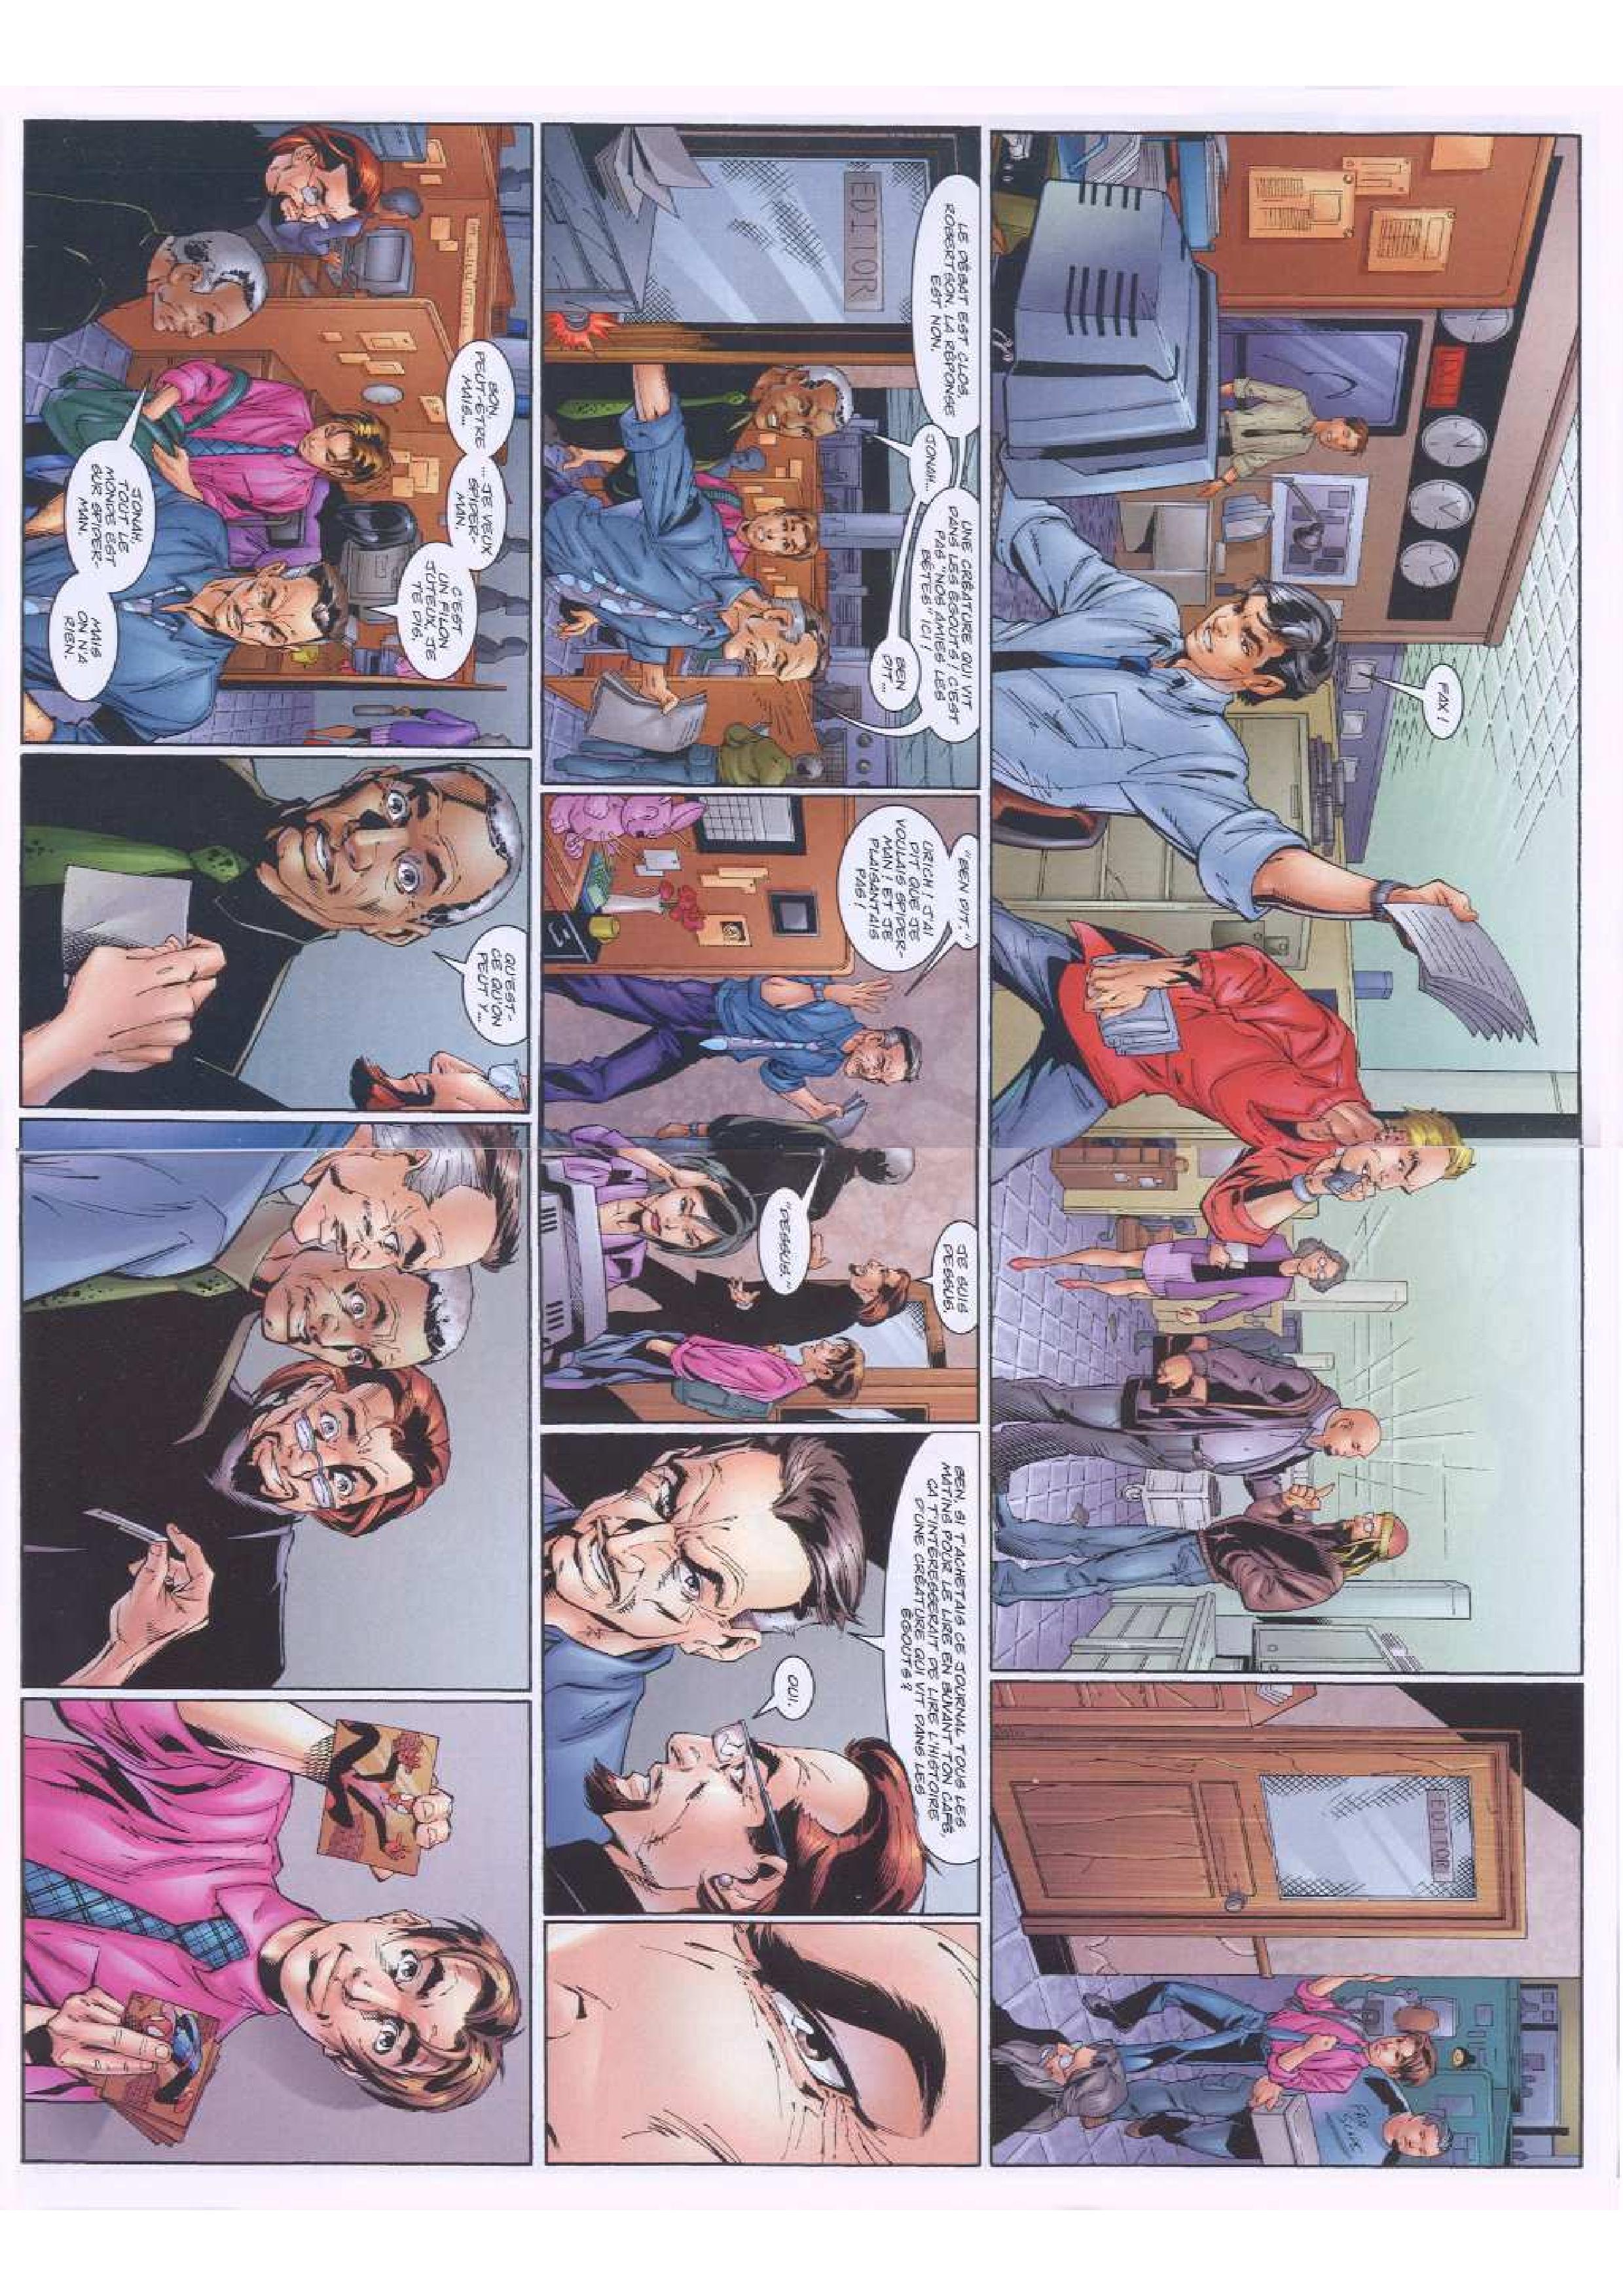 FAX !
EXIT
EDITOR
EDITOR
LE DÉBAT EST CLOS,
ROBERTSON. LA RÉPONSE
EST NON.
JONAH...
UNE CRÉATURE QUI VIT
DANS LES ÉGOUTS ! C'EST
PAS "NOS AMIES LES
BÊTES" ICI !
BEN
DIT...
"BEN DIT."
URICH ! J'AI
DIT QUE JE
VOULAIS SPIDER-
MAN ! ET JE
PLAISANTAIS
PAS !
"DESSUS."
JE SUIS
DESSUS.
BEN, SI T'ACHETAIS CE JOURNAL TOUS LES
MATINS POUR LE LIRE EN BUVANT TON CAFÉ,
ÇA T'INTÉRESSERAIT DE LIRE L'HISTOIRE
D'UNE CRÉATURE QUI VIT DANS LES
ÉGOUTS ?
OUI.
BON,
PEUT-ÊTRE
MAIS...
... JE VEUX
SPIDER-
MAN.
C'EST
UN FILON
JUTEUX, JE
TE DIS.
JONAH,
TOUT LE
MONDE EST
SUR SPIDER-
MAN.
MAIS
ON N'A
RIEN.
QU'EST-
CE QU'ON
PEUT Y...